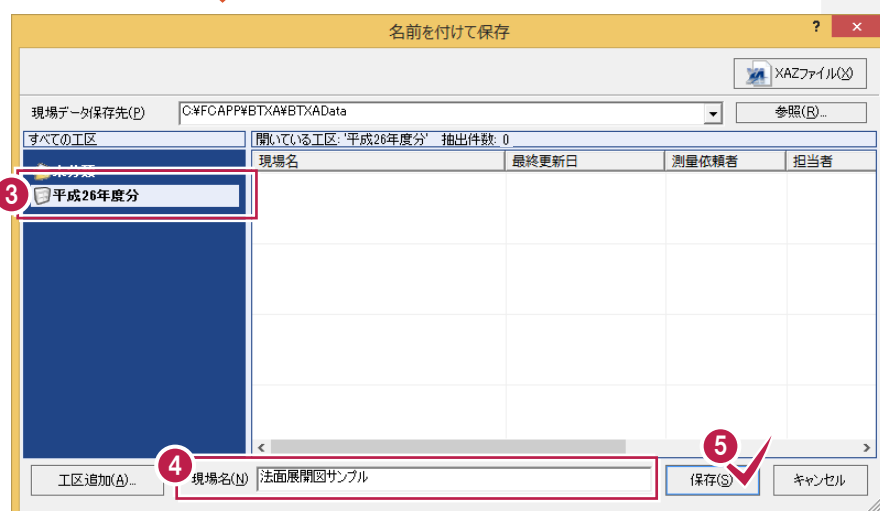 名前を付けて保存
? ×
XAZファイル(X)
現場データ保存先(P) C:¥FCAPP¥BTXA¥BTXAData 参照(R)...
すべての工区 開いている工区: '平成26年度分' 抽出件数: 0
現場名 最終更新日 測量依頼者 担当者
未分類
3 平成26年度分
5
4
工区追加(A)... 現場名(N) 法面展開図サンプル 保存(S) キャンセル